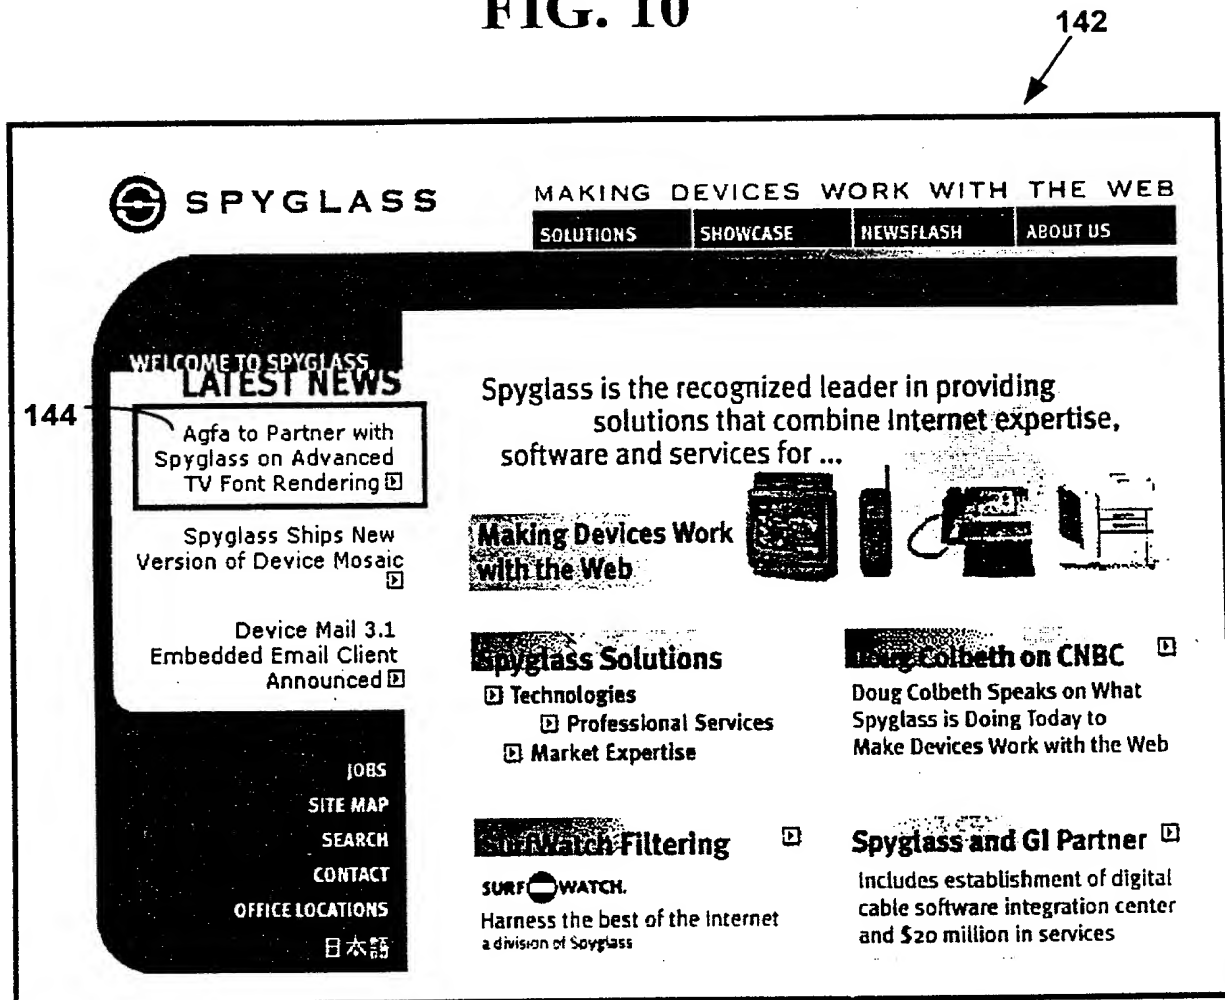 FIG. 10
142
SPYGLASS
MAKING DEVICES WORK WITH THE WEB
SOLUTIONS SHOWCASE NEWSFLASH ABOUT US
WELCOME TO SPYGLASS
LATEST NEWS
144
Agfa to Partner with
Spyglass on Advanced
TV Font Rendering
Spyglass Ships New
Version of Device Mosaic
Device Mail 3.1
Embedded Email Client
Announced
JOBS
SITE MAP
SEARCH
CONTACT
OFFICE LOCATIONS
日本語
Spyglass is the recognized leader in providing
solutions that combine Internet expertise,
software and services for ...
Making Devices Work
with the Web
Spyglass Solutions
Technologies
Professional Services
Market Expertise
Doug Colbeth on CNBC
Doug Colbeth Speaks on What
Spyglass is Doing Today to
Make Devices Work with the Web
SurfWatch Filtering
SURF WATCH.
Harness the best of the Internet
a division of Spyglass
Spyglass and GI Partner
Includes establishment of digital
cable software integration center
and $20 million in services